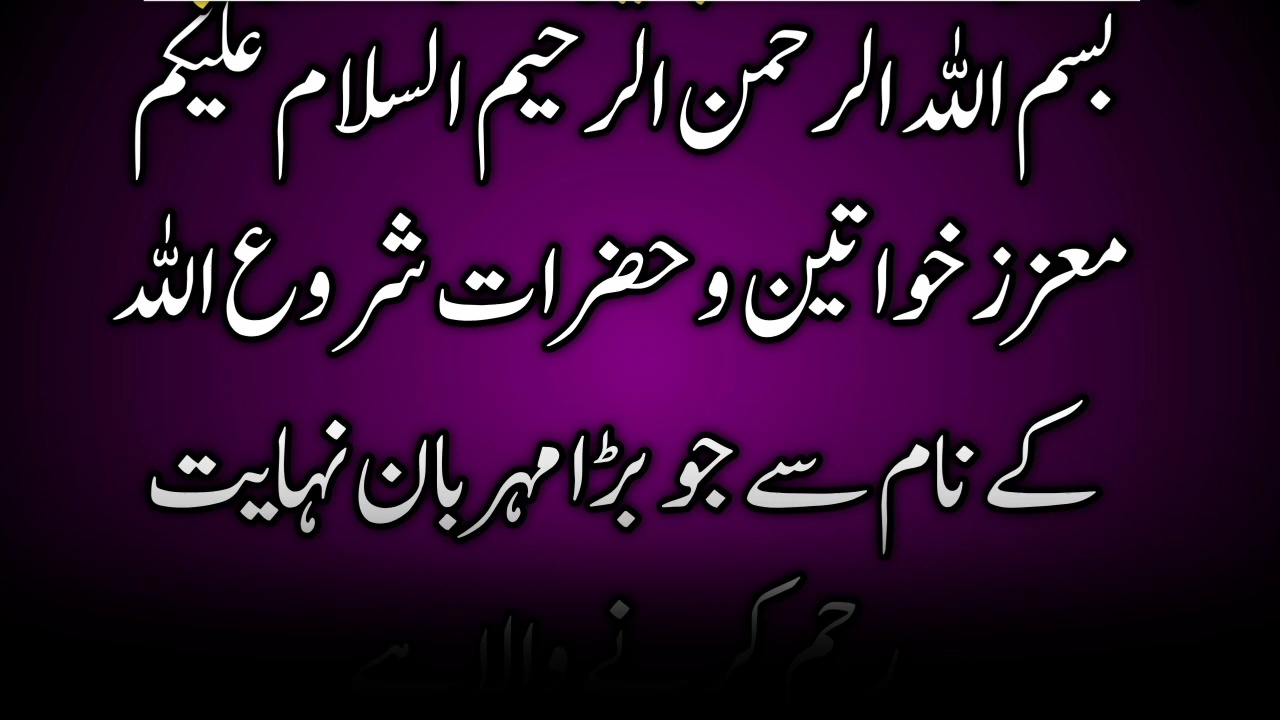 بسم اللہ الرحمن الرحیم السلام علیکم
معزز خواتین و حضرات شروع اللہ
کے نام سے جو بڑا مہربان نہایت
رحم کرنے والا ہے